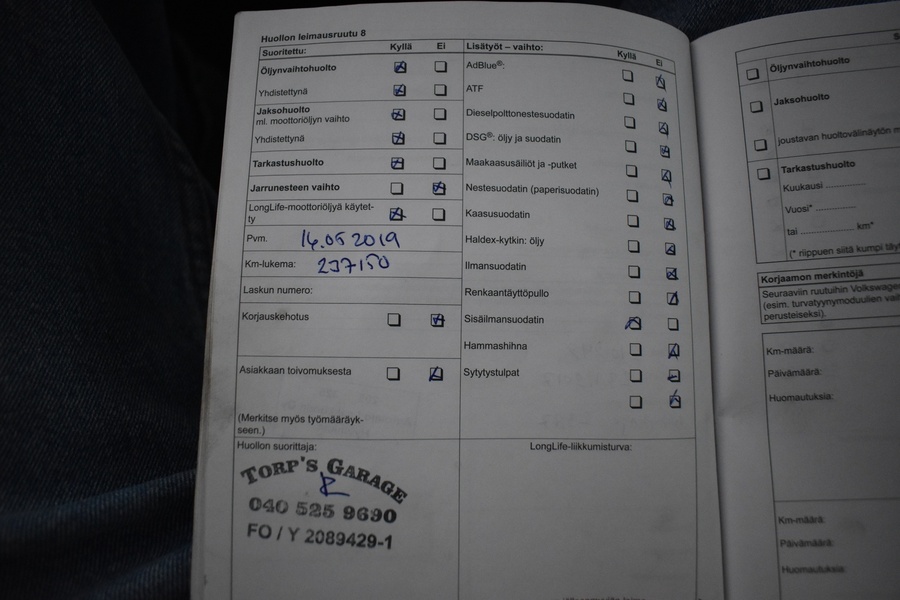 Huollon leimausruutu 8
Suoritettu: Kyllä Ei
Öljynvaihtohuolto
Yhdistettynä
Jaksohuolto
ml. moottoriöljyn vaihto
Yhdistettynä
Tarkastushuolto
Jarrunesteen vaihto
LongLife-moottoriöljyä käytet-
ty
Pvm. 16.05 2019
Km-lukema: 237150
Laskun numero:
Korjauskehotus
Asiakkaan toivomuksesta
(Merkitse myös työmääräyk-
seen.)
Huollon suorittaja:
TORP'S GARAGE
040 525 9690
FO / Y 2089429-1
Lisätyöt – vaihto: Kyllä Ei
AdBlue®:
ATF
Dieselpolttonestesuodatin
DSG®: öljy ja suodatin
Maakaasusäiliöt ja -putket
Nestesuodatin (paperisuodatin)
Kaasusuodatin
Haldex-kytkin: öljy
Ilmansuodatin
Renkaantäyttöpullo
Sisäilmansuodatin
Hammashihna
Sytytystulpat
LongLife-liikkumisturva:
Öljynvaihtohuolto
Jaksohuolto
joustavan huoltovälinäytön
Tarkastushuolto
Kuukausi
Vuosi*
tai km*
(* riippuen siitä kumpi
Korjaamon merkintöjä
Seuraaviin ruutuihin Volkswagen
(esim. turvatyynymoduulien
perusteiseksi).
Km-määrä:
Päivämäärä:
Huomautuksia:
Km-määrä:
Päivämäärä:
Huomautuksia: